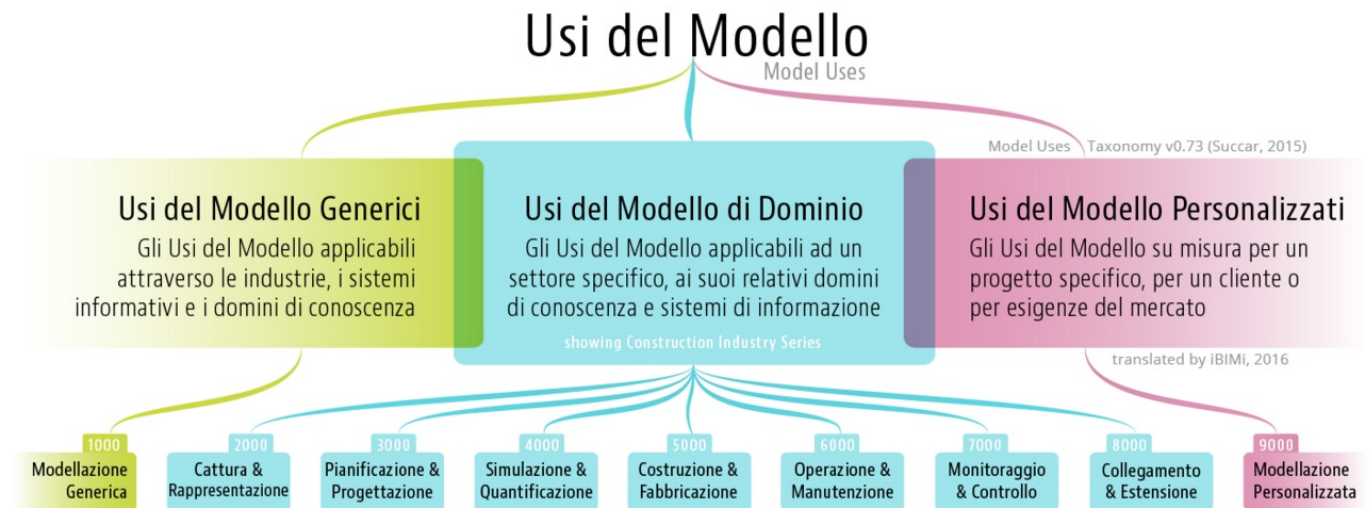 Usi del Modello
Model Uses
Model Uses Taxonomy v0.73 (Succar, 2015)
Usi del Modello Generici
Gli Usi del Modello applicabili
attraverso le industrie, i sistemi
informativi e i domini di conoscenza
Usi del Modello di Dominio
Gli Usi del Modello applicabili ad un
settore specifico, ai suoi relativi domini
di conoscenza e sistemi di informazione
showing Construction Industry Series
Usi del Modello Personalizzati
Gli Usi del Modello su misura per un
progetto specifico, per un cliente o
per esigenze del mercato
translated by iBIMi, 2016
1000
Modellazione
Generica
2000
Cattura &
Rappresentazione
3000
Pianificazione &
Progettazione
4000
Simulazione &
Quantificazione
5000
Costruzione &
Fabbricazione
6000
Operazione &
Manutenzione
7000
Monitoraggio
& Controllo
8000
Collegamento
& Estensione
9000
Modellazione
Personalizzata